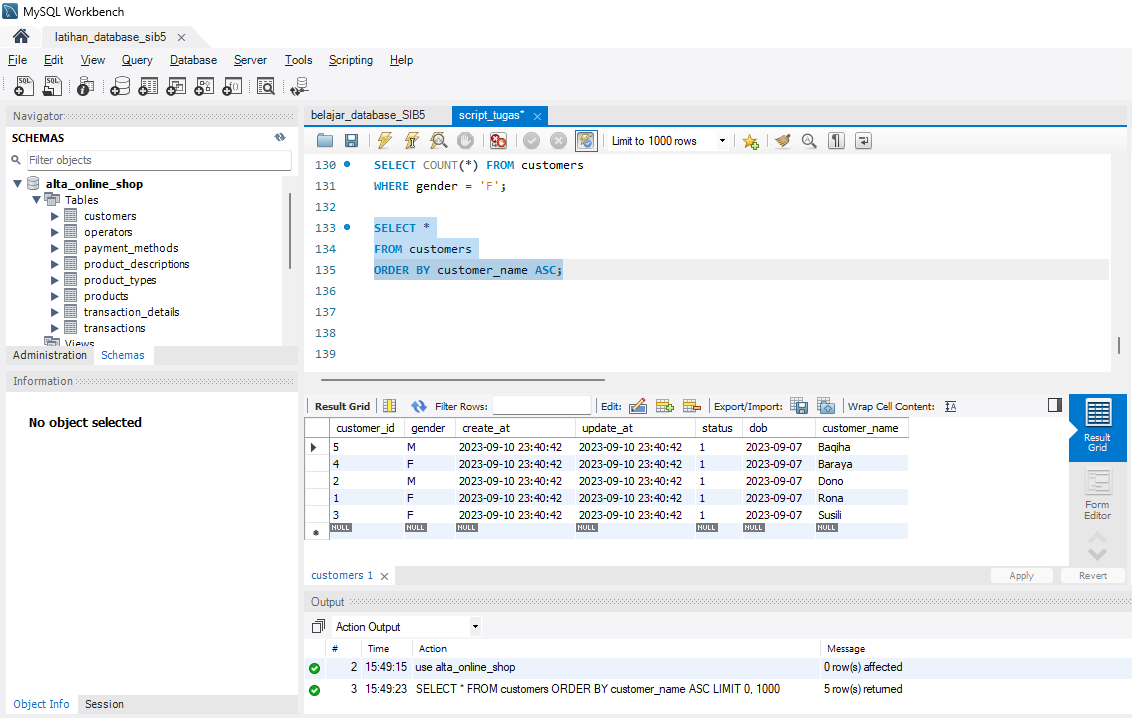 MySQL Workbench
latihan_database_sib5
File Edit View Query Database Server Tools Scripting Help
Navigator
SCHEMAS
Filter objects
alta_online_shop
Tables
customers
operators
payment_methods
product_descriptions
product_types
products
transaction_details
transactions
Views
Administration Schemas
Information
No object selected
Object Info Session
belajar_database_SIB5 script_tugas*
Limit to 1000 rows
130 SELECT COUNT(*) FROM customers
131 WHERE gender = 'F';
132
133 SELECT *
134 FROM customers
135 ORDER BY customer_name ASC;
136
137
138
139
Result Grid Filter Rows: Edit: Export/Import: Wrap Cell Content:
customer_id gender create_at update_at status dob customer_name
5 M 2023-09-10 23:40:42 2023-09-10 23:40:42 1 2023-09-07 Baqiha
4 F 2023-09-10 23:40:42 2023-09-10 23:40:42 1 2023-09-07 Baraya
2 M 2023-09-10 23:40:42 2023-09-10 23:40:42 1 2023-09-07 Dono
1 F 2023-09-10 23:40:42 2023-09-10 23:40:42 1 2023-09-07 Rona
3 F 2023-09-10 23:40:42 2023-09-10 23:40:42 1 2023-09-07 Susili
NULL NULL NULL NULL NULL NULL NULL
Result
Grid
Form
Editor
customers 1
Apply Revert
Output
Action Output
# Time Action Message
2 15:49:15 use alta_online_shop 0 row(s) affected
3 15:49:23 SELECT * FROM customers ORDER BY customer_name ASC LIMIT 0, 1000 5 row(s) returned